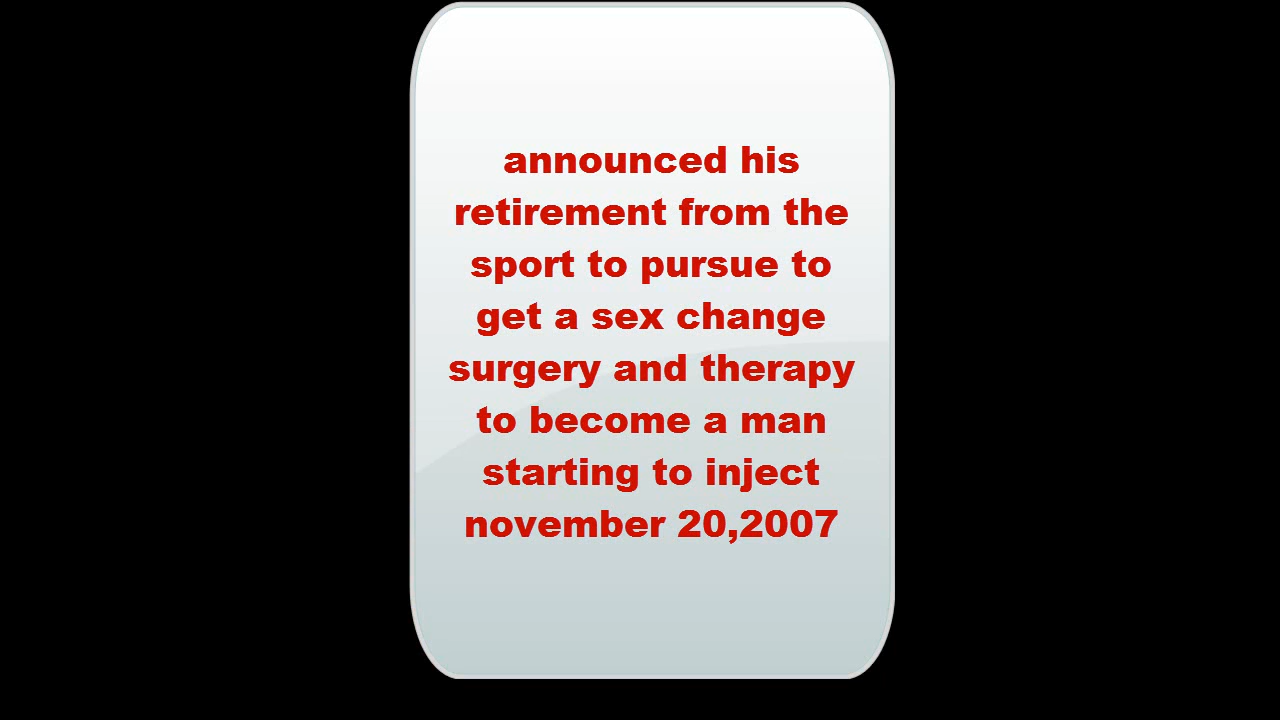 announced his
retirement from the
sport to pursue to
get a sex change
surgery and therapy
to become a man
starting to inject
november 20,2007